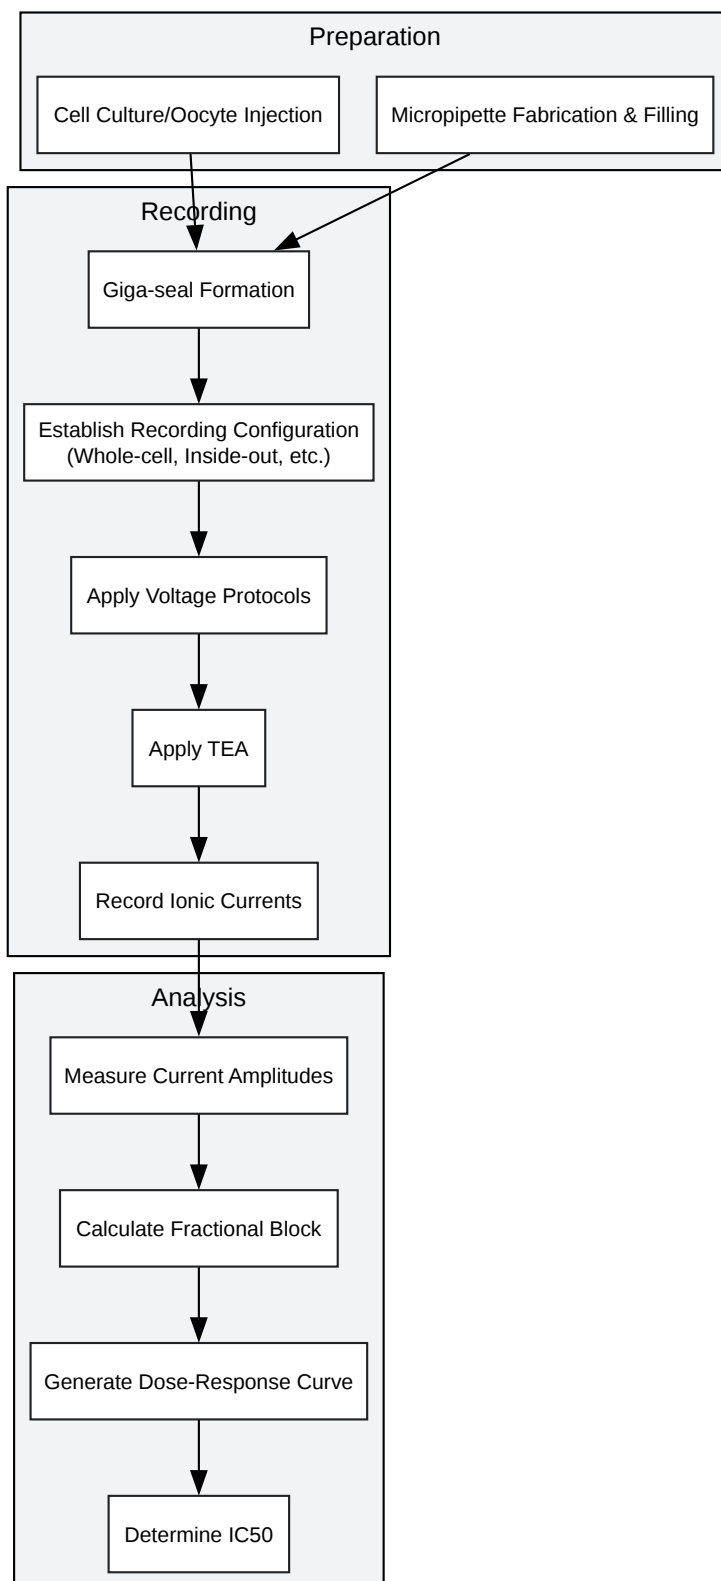 Preparation
Cell Culture/Oocyte Injection
Micropipette Fabrication & Filling
Recording
Giga-seal Formation
Establish Recording Configuration
(Whole-cell, Inside-out, etc.)
Apply Voltage Protocols
Apply TEA
Record Ionic Currents
Analysis
Measure Current Amplitudes
Calculate Fractional Block
Generate Dose-Response Curve
Determine IC50